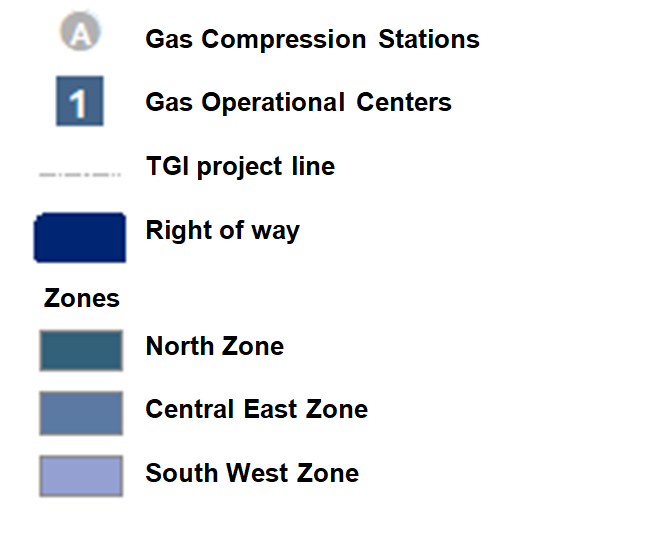 A Gas Compression Stations
1 Gas Operational Centers
TGI project line
Right of way
Zones
North Zone
Central East Zone
South West Zone